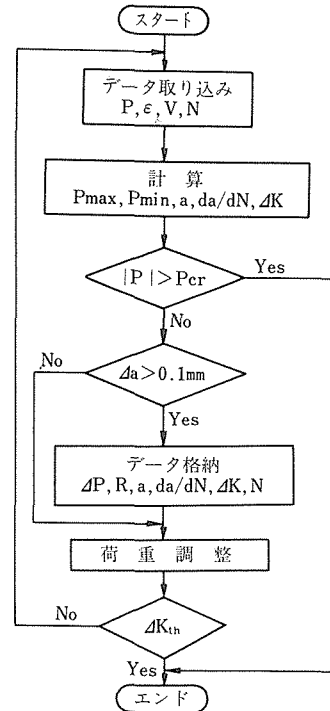 スタート
データ取り込み
P, ε, V, N
計算
Pmax, Pmin, a, da/dN, ΔK
|P|>Pcr
Yes
No
Δa>0.1mm
No
Yes
データ格納
ΔP, R, a, da/dN, ΔK, N
荷重調整
ΔKth
No
Yes
エンド